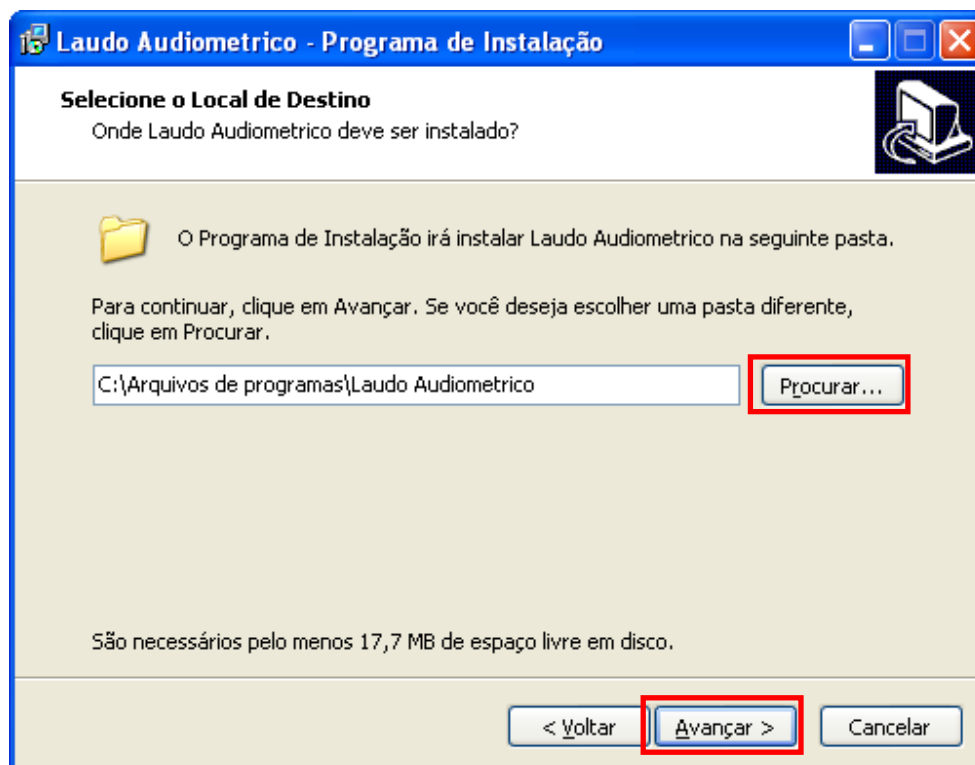 Laudo Audiometrico - Programa de Instalação
Selecione o Local de Destino
Onde Laudo Audiometrico deve ser instalado?
O Programa de Instalação irá instalar Laudo Audiometrico na seguinte pasta.
Para continuar, clique em Avançar. Se você deseja escolher uma pasta diferente,
clique em Procurar.
C:\Arquivos de programas\Laudo Audiometrico
Procurar...
São necessários pelo menos 17,7 MB de espaço livre em disco.
< Voltar
Avançar >
Cancelar